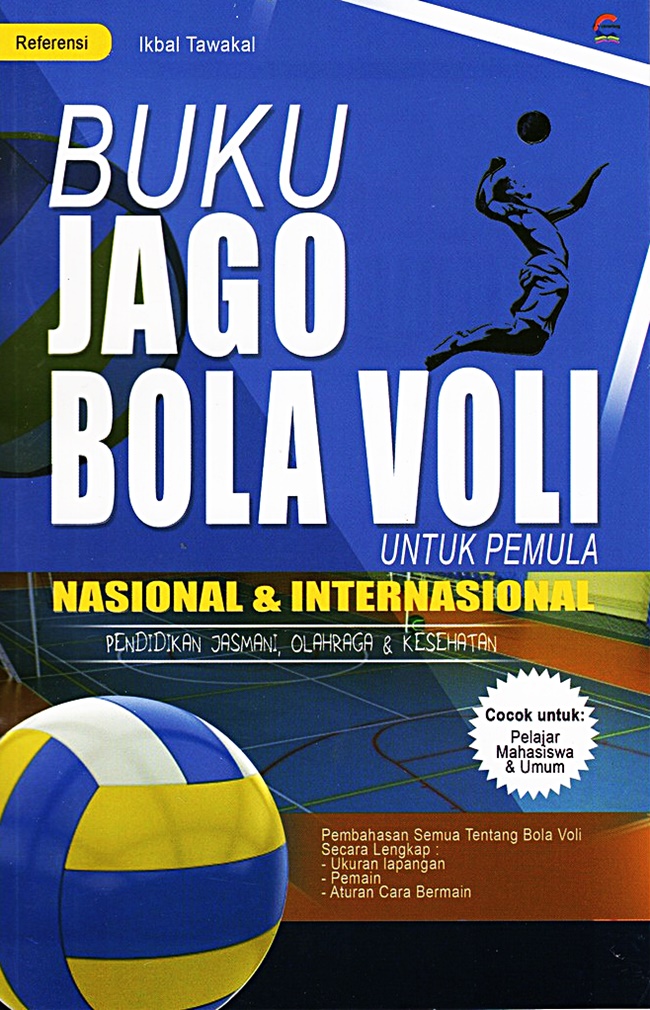 Referensi
Ikbal Tawakal
BUKU
JAGO
BOLA VOLI
UNTUK PEMULA
NASIONAL & INTERNASIONAL
PENDIDIKAN JASMANI, OLAHRAGA & KESEHATAN
Cocok untuk:
Pelajar
Mahasiswa
& Umum
Pembahasan Semua Tentang Bola Voli
Secara Lengkap :
- Ukuran lapangan
- Pemain
- Aturan Cara Bermain